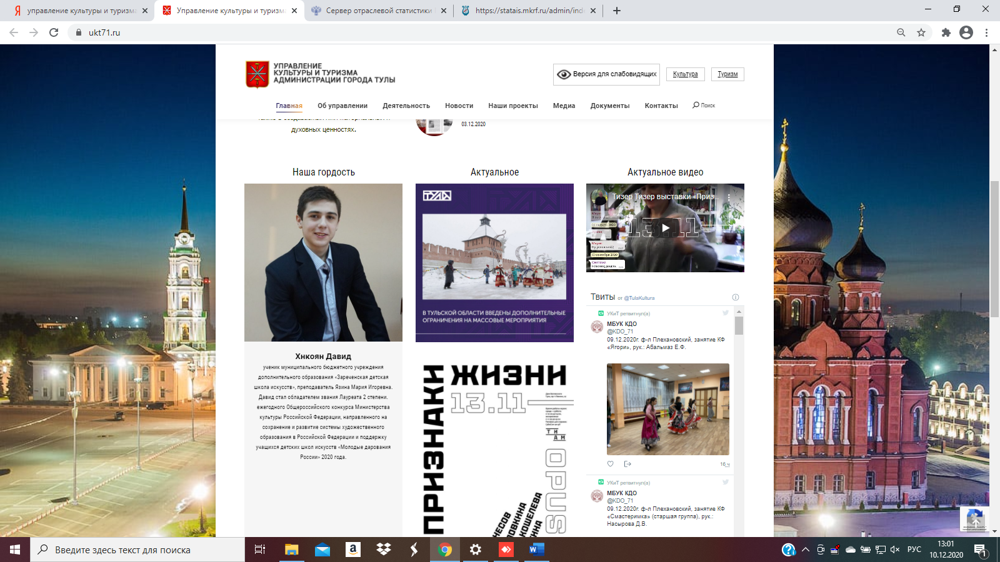 управление культуры и туризма
Управление культуры и туризма
Сервер отраслевой статистики
https://statais.mkrf.ru/admin/ind
ukt71.ru
УПРАВЛЕНИЕ
КУЛЬТУРЫ И ТУРИЗМА
АДМИНИСТРАЦИИ ГОРОДА ТУЛЫ
Версия для слабовидящих
Культура
Туризм
Главная
Об управлении
Деятельность
Новости
Наши проекты
Медиа
Документы
Контакты
Поиск
духовных ценностях.
03.12.2020
Наша гордость
Хнкоян Давид
ученик муниципального бюджетного учреждения
дополнительного образования «Зареченская детская
школа искусств», преподаватель Язина Мария Игоревна.
Давид стал обладателем звания Лауреата 2 степени.
ежегодного Общероссийского конкурса Министерства
культуры Российской Федерации, направленного на
сохранение и развитие системы художественного
образования в Российской Федерации и поддержку
учащихся детских школ искусств «Молодые дарования
России» 2020 года.
Актуальное
ТУЛА
В ТУЛЬСКОЙ ОБЛАСТИ ВВЕДЕНЫ ДОПОЛНИТЕЛЬНЫЕ
ОГРАНИЧЕНИЯ НА МАССОВЫЕ МЕРОПРИЯТИЯ
ПРИЗНАКИ
ЖИЗНИ
13.11
ТИАМ
OPUS
КОШЕЛЕВА
Актуальное видео
Тизер Тизер выставки «Приз...
13.11
Твиты от @TulaKultura
УКиТ ретвитнул(а)
МБУК КДО
@KDO_71
09.12.2020г. ф-л Плехановский, занятие КФ
«Ягори», рук.: Абальмаз Е.Ф.
16 ч
УКиТ ретвитнул(а)
МБУК КДО
@KDO_71
09.12.2020г. ф-л Плехановский, занятие КФ
«Смастеримка» (старшая группа), рук.:
Насырова Д.В.
Введите здесь текст для поиска
РУС
13:01
10.12.2020
1